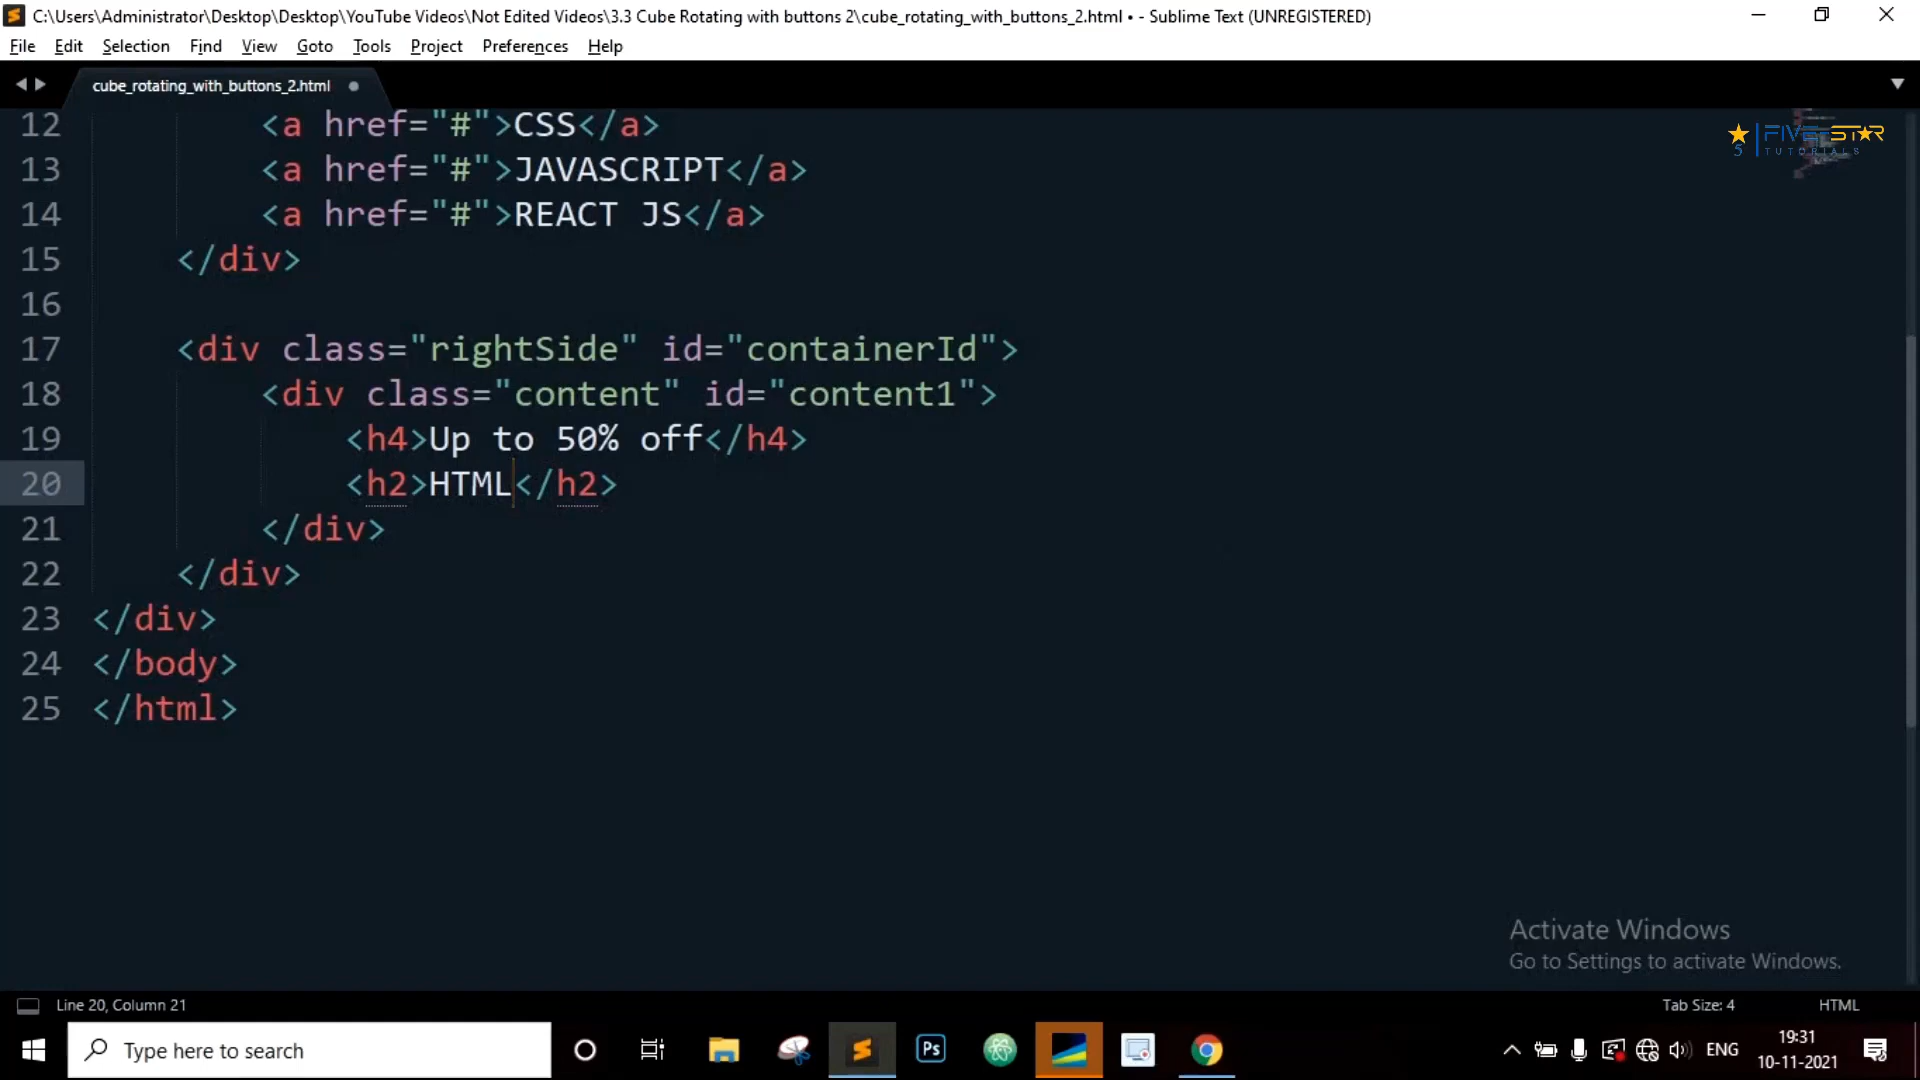 C:\Users\Administrator\Desktop\Desktop\YouTube Videos\Not Edited Videos\3.3 Cube Rotating with buttons 2\cube_rotating_with_buttons_2.html • - Sublime Text (UNREGISTERED)
File Edit Selection Find View Goto Tools Project Preferences Help
cube_rotating_with_buttons_2.html
12 <a href="#">CSS</a>
13 <a href="#">JAVASCRIPT</a>
14 <a href="#">REACT JS</a>
15 </div>
16
17 <div class="rightSide" id="containerId">
18 <div class="content" id="content1">
19 <h4>Up to 50% off</h4>
20 <h2>HTML</h2>
21 </div>
22 </div>
23 </div>
24 </body>
25 </html>
5 FIVE STAR
TUTORIALS
Activate Windows
Go to Settings to activate Windows.
Line 20, Column 21 Tab Size: 4 HTML
Type here to search
Ps
ENG
19:31
10-11-2021